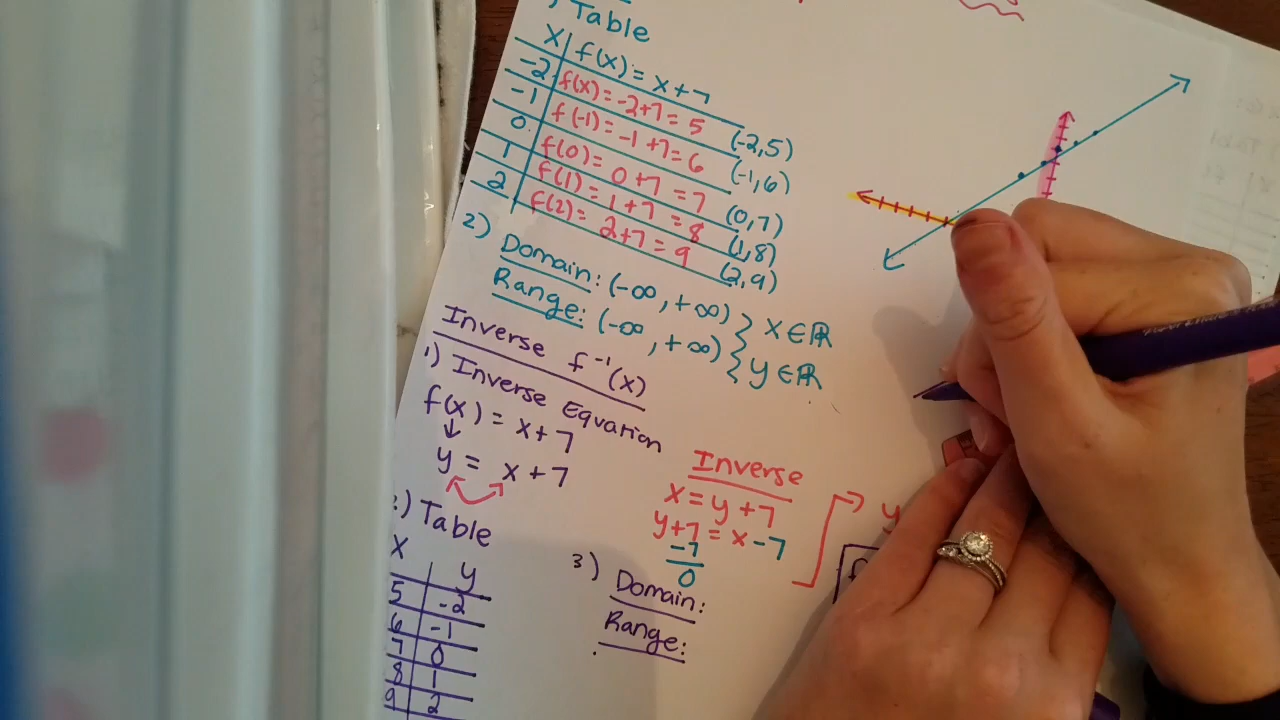 Table
X f(x) = x+7
-2 f(x) = -2+7 = 5 (-2,5)
-1 f(-1) = -1+7=6 (-1,6)
0 f(0) = 0+7 = 7 (0,7)
1 f(1) = 1+7 = 8 (1,8)
2 f(2) = 2+7 = 9 (2,9)
2) Domain: (-∞, +∞) } x ∈ ℝ
Range: (-∞, +∞) } y ∈ ℝ
Inverse f⁻¹(x)
1) Inverse Equation
f(x) = x+7
↓
y = x+7
Inverse
x = y+7
y+7 = x-7
-7
0
y
f
2.) Table
X y
5 -2
6 -1
7 0
8 1
9 2
3) Domain:
Range: